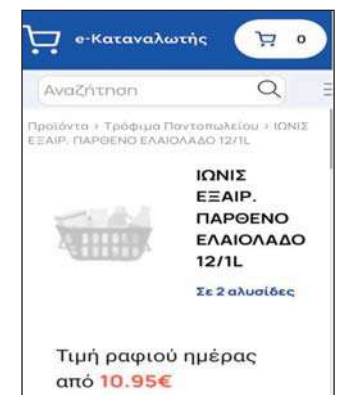 e-Καταναλωτής
0
Αναζήτηση
Προϊόντα > Τρόφιμα Παντοπωλείου > ΙΩΝΙΣ
ΕΞΑΙΡ. ΠΑΡΘΕΝΟ ΕΛΑΙΟΛΑΔΟ 12/1L
ΙΩΝΙΣ
ΕΞΑΙΡ.
ΠΑΡΘΕΝΟ
ΕΛΑΙΟΛΑΔΟ
12/1L
Σε 2 αλυσίδες
Τιμή ραφιού ημέρας
από 10.95€